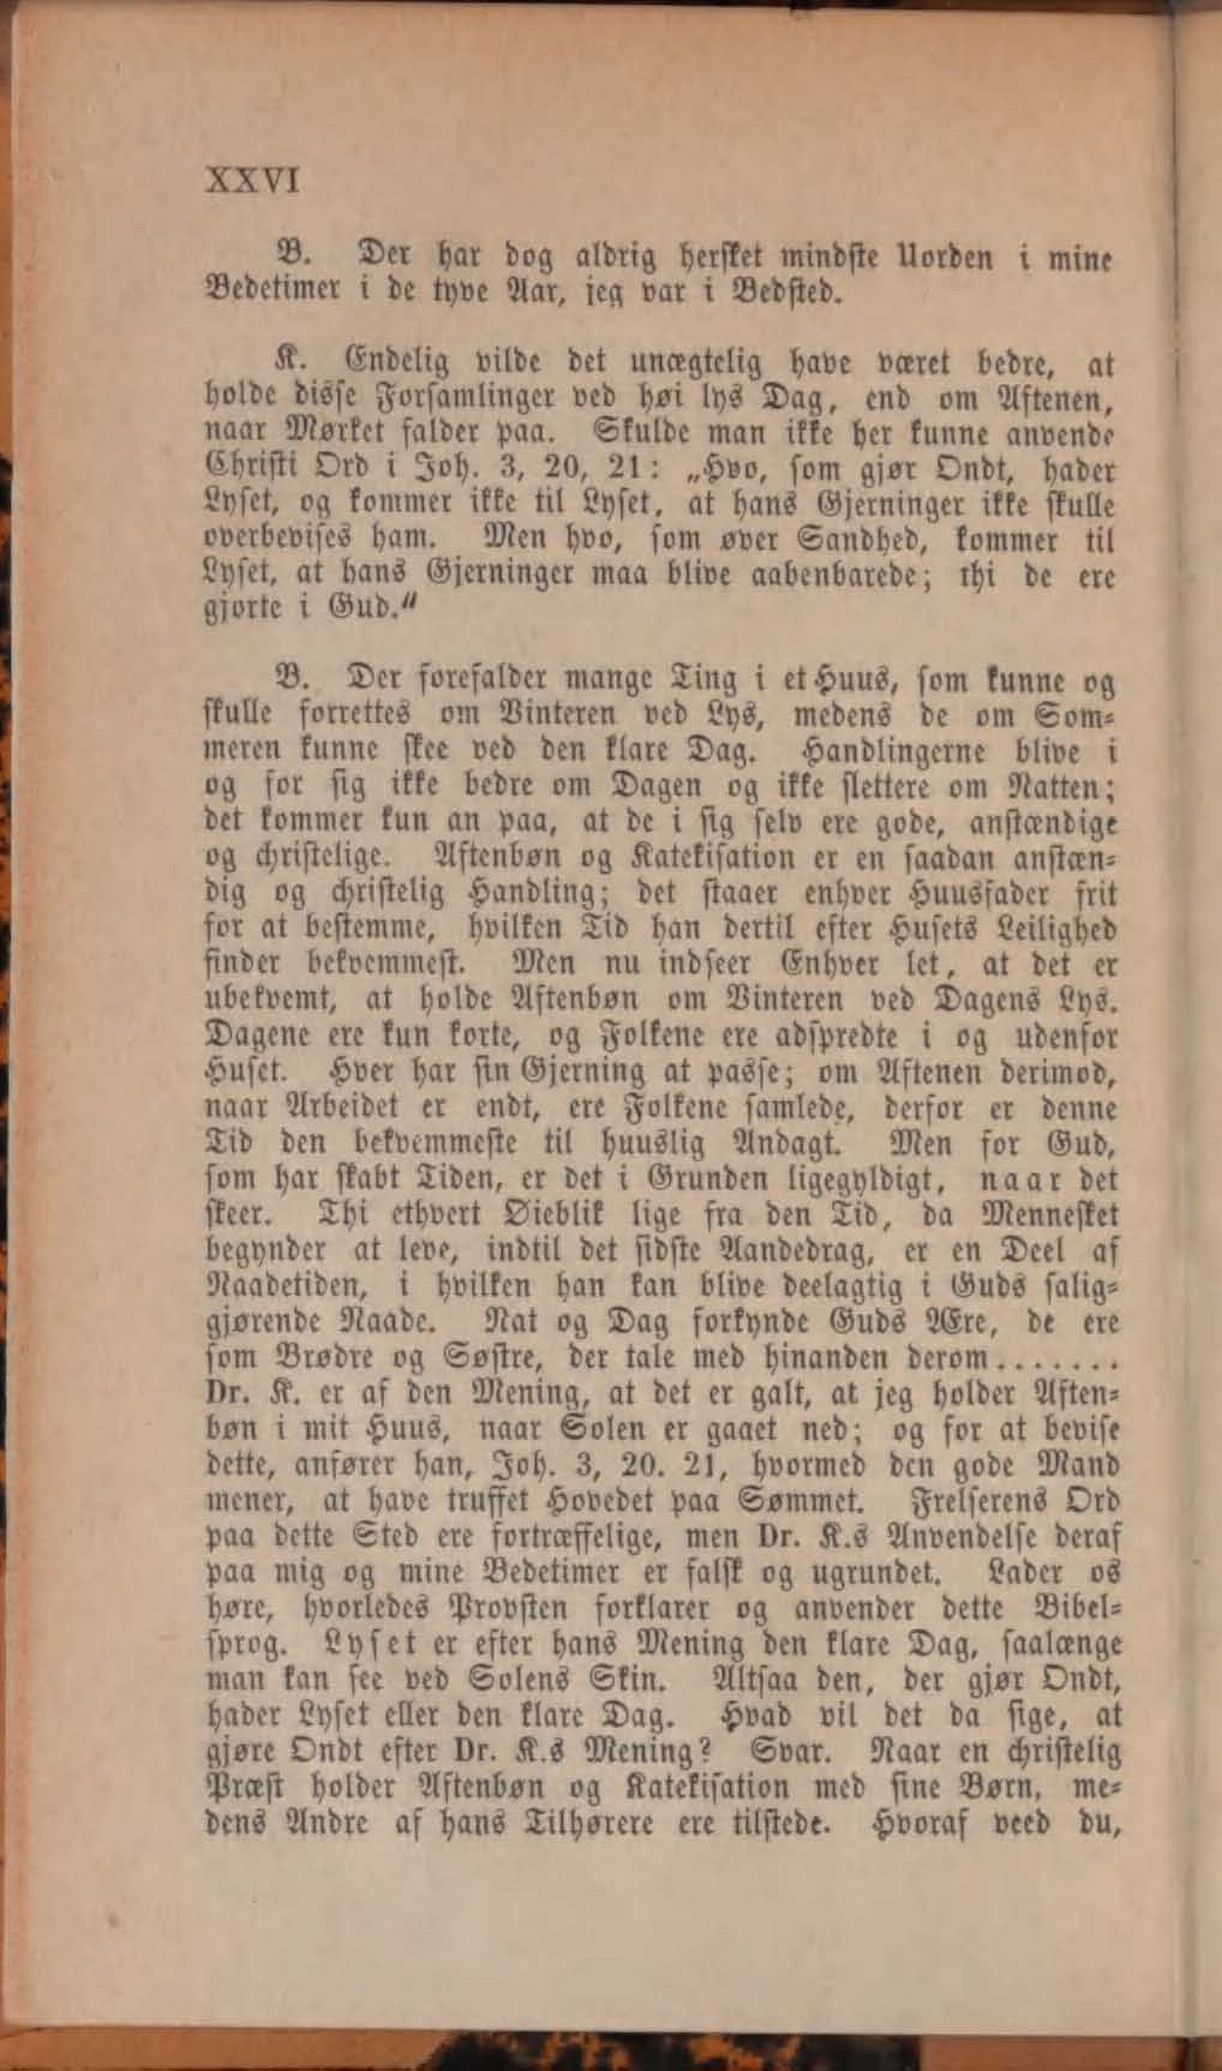 XXVI
B. Der har dog aldrig hersket mindste Uorden i mine
Bedetimer i de tyve Aar, jeg var i Bedsted.
K. Endelig vilde det unægtelig have været bedre, at
holde disse Forsamlinger ved høi lys Dag, end om Aftenen,
naar Mørket falder paa. Skulde man ikke her kunne anvende
Christi Ord i Joh. 3, 20, 21: „Hvo, som gjør Ondt, hader
Lyset, og kommer ikke til Lyset, at hans Gjerninger ikke skulle
overbevises ham. Men hvo, som øver Sandhed, kommer til
Lyset, at hans Gjerninger maa blive aabenbarede; thi de ere
gjorte i Gud.“
B. Der forefalder mange Ting i et Huus, som kunne og
skulle forrettes om Vinteren ved Lys, medens de om Som-
meren kunne skee ved den klare Dag. Handlingerne blive i
og for sig ikke bedre om Dagen og ikke slettere om Natten;
det kommer kun an paa, at de i sig selv ere gode, anstændige
og christelige. Aftenbøn og Katekisation er en saadan anstæn-
dig og christelig Handling; det staaer enhver Huusfader frit
for at bestemme, hvilken Tid han dertil efter Husets Leilighed
finder bekvemmest. Men nu indseer Enhver let, at det er
ubekvemt, at holde Aftenbøn om Vinteren ved Dagens Lys.
Dagene ere kun korte, og Folkene ere adspredte i og udenfor
Huset. Hver har sin Gjerning at passe; om Aftenen derimod,
naar Arbeidet er endt, ere Folkene samlede, derfor er denne
Tid den bekvemmeste til huuslig Andagt. Men for Gud,
som har skabt Tiden, er det i Grunden ligegyldigt, naar det
skeer. Thi ethvert Øieblik lige fra den Tid, da Mennesket
begynder at leve, indtil det sidste Aandedrag, er en Deel af
Naadetiden, i hvilken han kan blive deelagtig i Guds salig-
gjørende Naade. Nat og Dag forkynde Guds Ære, de ere
som Brødre og Søstre, der tale med hinanden derom.......
Dr. K. er af den Mening, at det er galt, at jeg holder Aften-
bøn i mit Huus, naar Solen er gaaet ned; og for at bevise
dette, anfører han, Joh. 3, 20. 21, hvormed den gode Mand
mener, at have truffet Hovedet paa Sømmet. Frelserens Ord
paa dette Sted ere fortræffelige, men Dr. K.s Anvendelse deraf
paa mig og mine Bedetimer er falsk og ugrundet. Lader os
høre, hvorledes Provsten forklarer og anvender dette Bibel-
sprog. Lyset er efter hans Mening den klare Dag, saalænge
man kan see ved Solens Skin. Altsaa den, der gjør Ondt,
hader Lyset eller den klare Dag. Hvad vil det da sige, at
gjøre Ondt efter Dr. K.s Mening? Svar. Naar en christelig
Præst holder Aftenbøn og Katekisation med sine Børn, me-
dens Andre af hans Tilhørere ere tilstede. Hvoraf veed du,